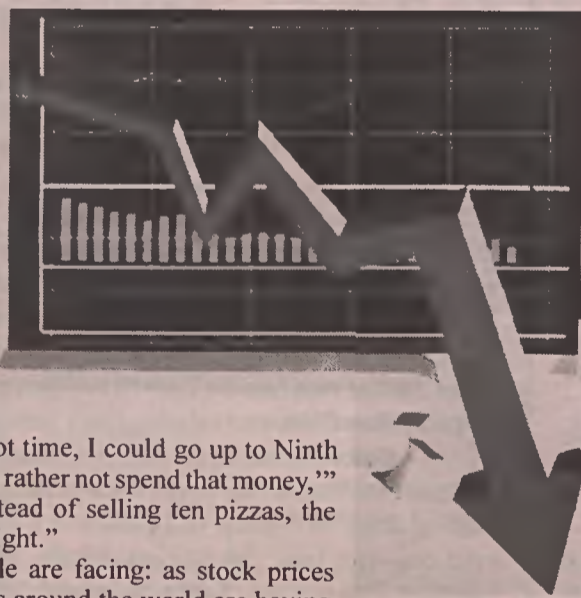 ot time, I could go up to Ninth
rather not spend that money,’”
tead of selling ten pizzas, the
ght.”
le are facing: as stock prices
around the world are having